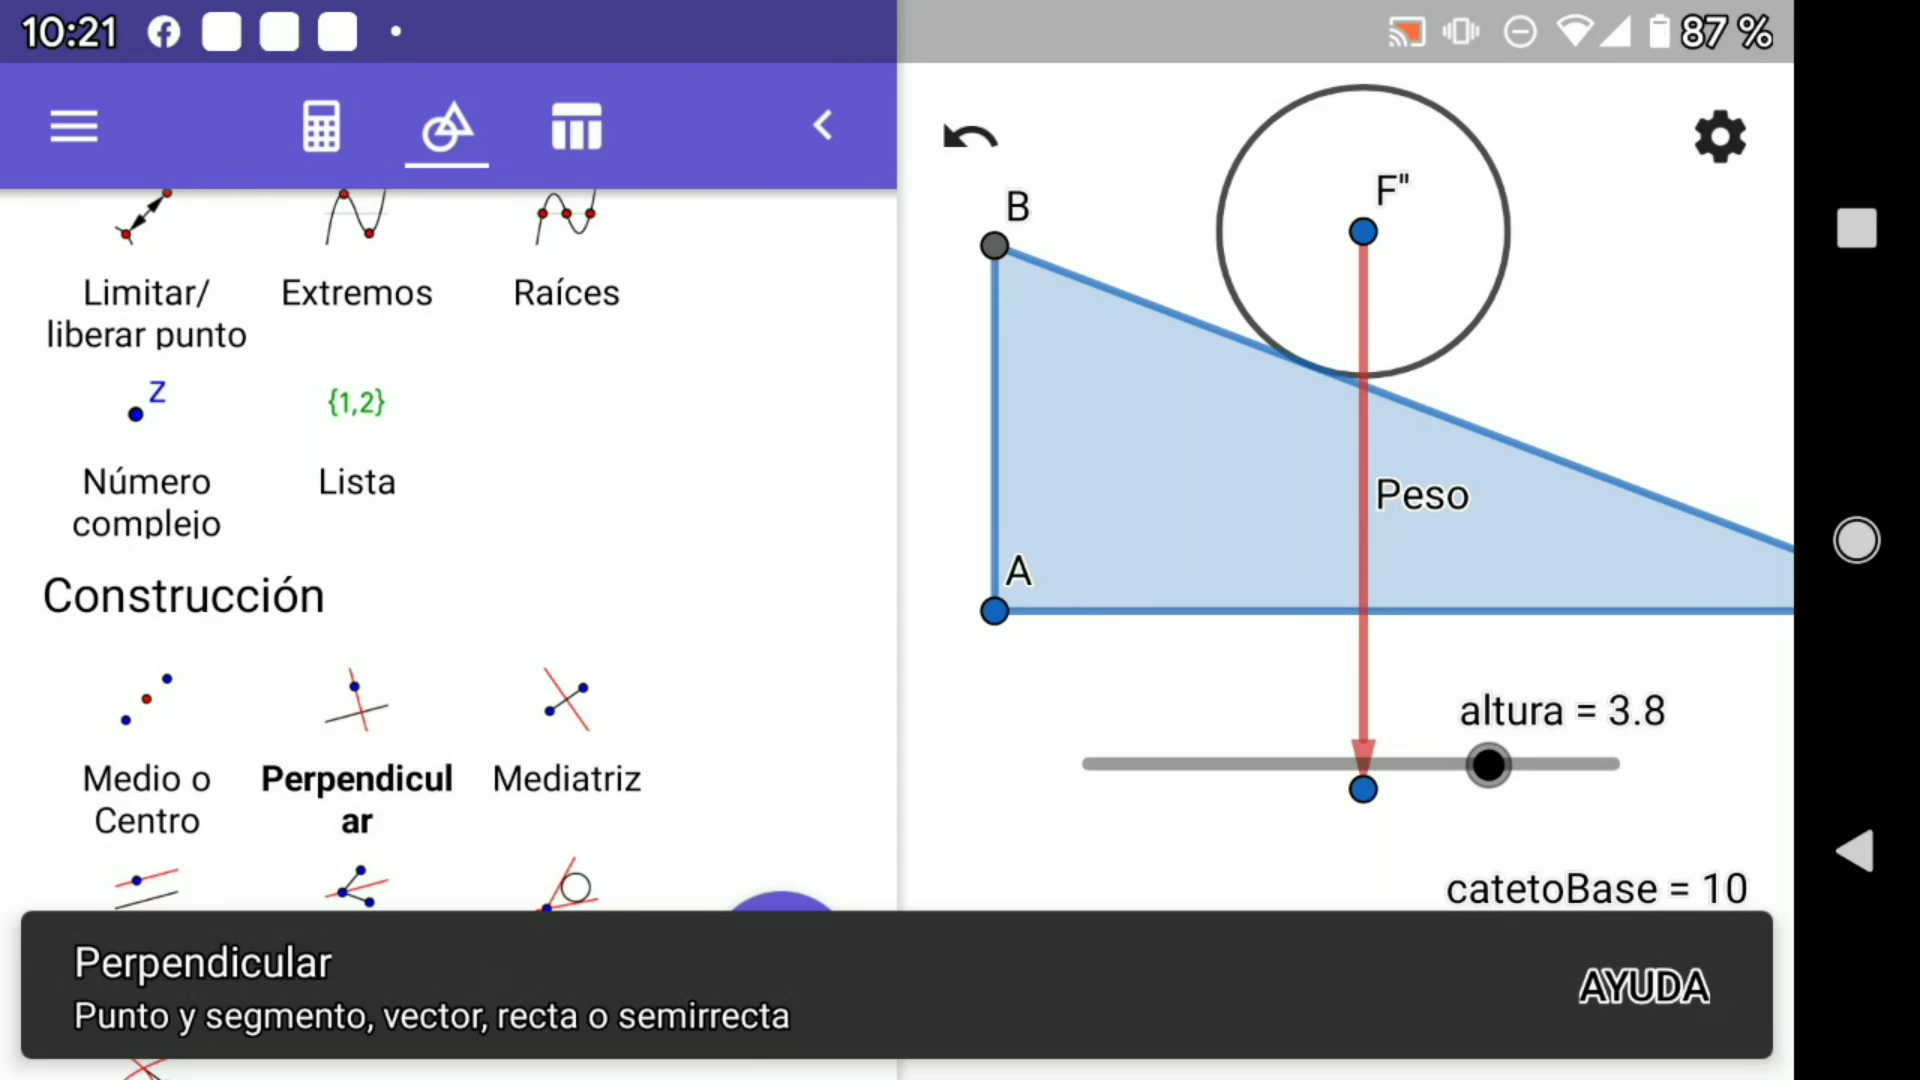 10:21
87 %
Limitar/
liberar punto
Extremos
Raíces
z
{1,2}
Número
complejo
Lista
Construcción
Medio o
Centro
Perpendicul
ar
Mediatriz
F"
B
Peso
A
altura = 3.8
catetoBase = 10
Perpendicular
Punto y segmento, vector, recta o semirrecta
AYUDA